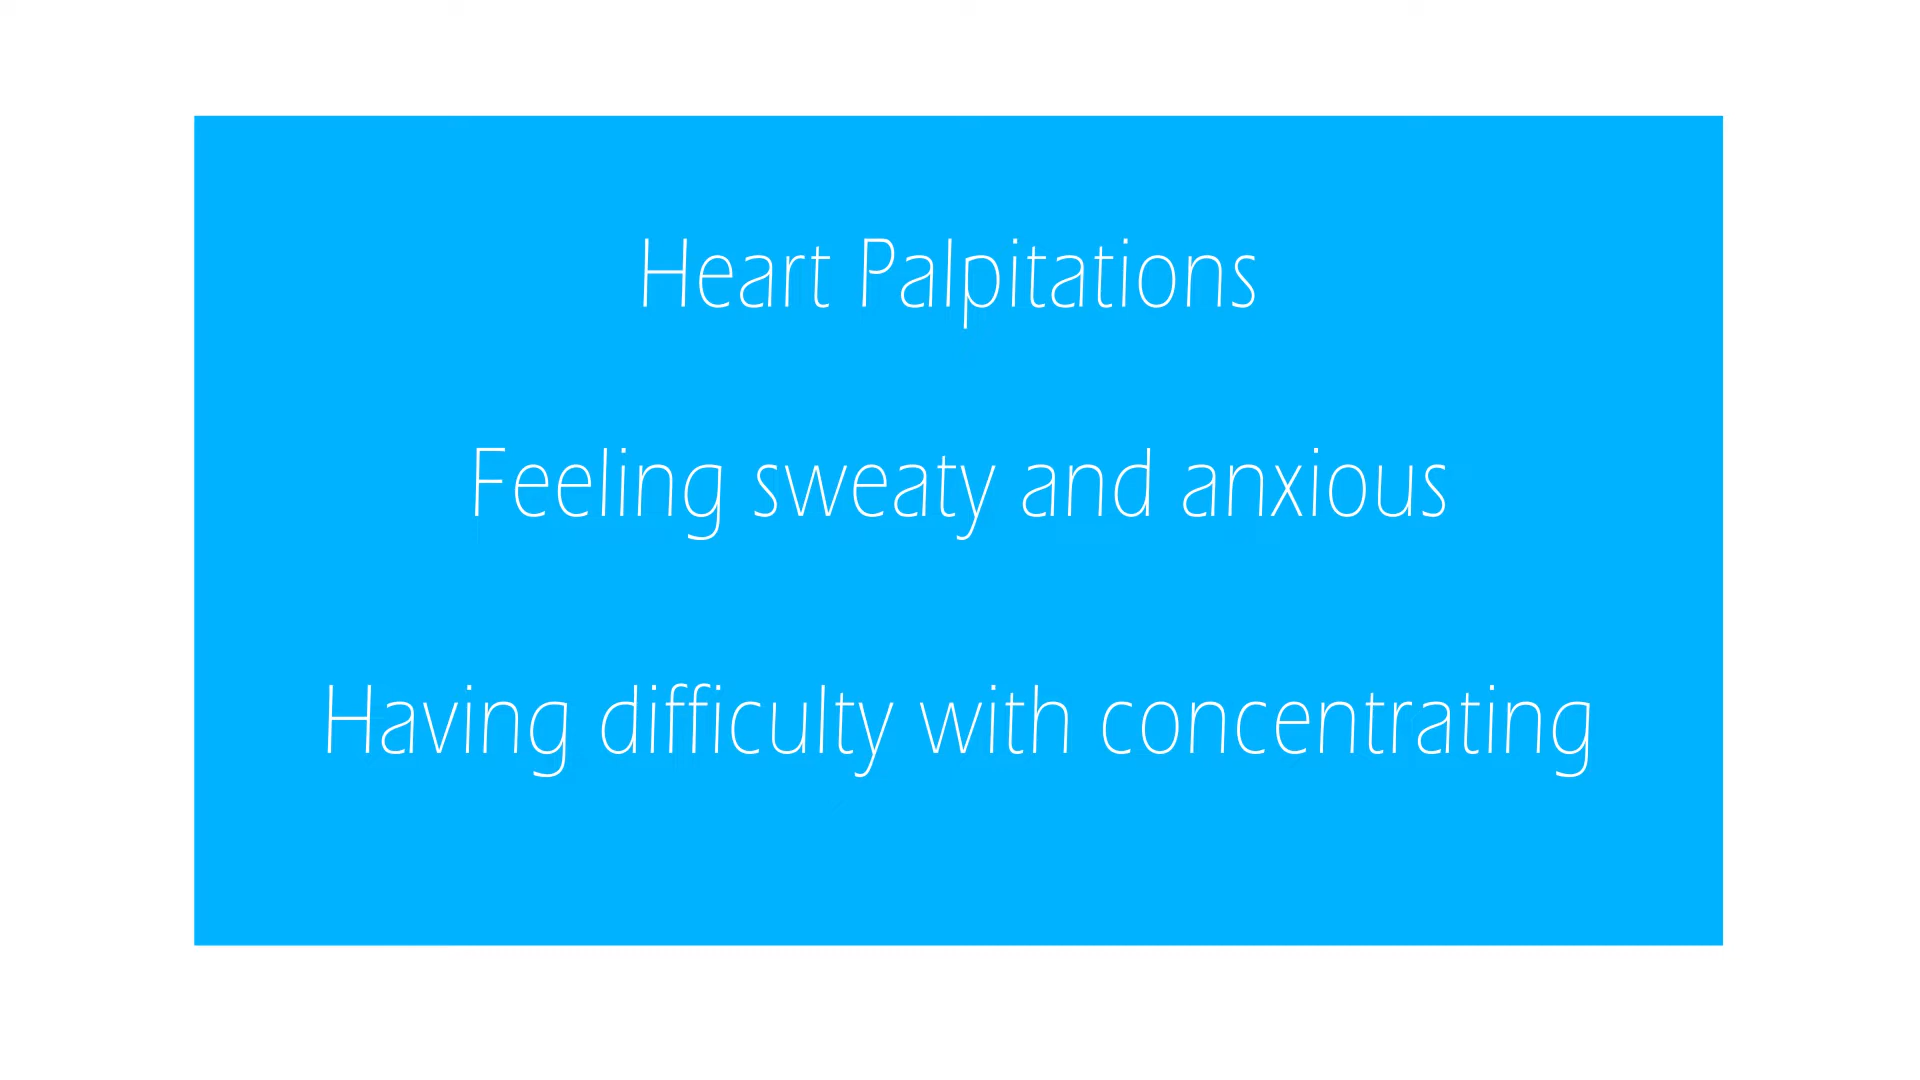 Heart Palpitations
Feeling sweaty and anxious
Having difficulty with concentrating